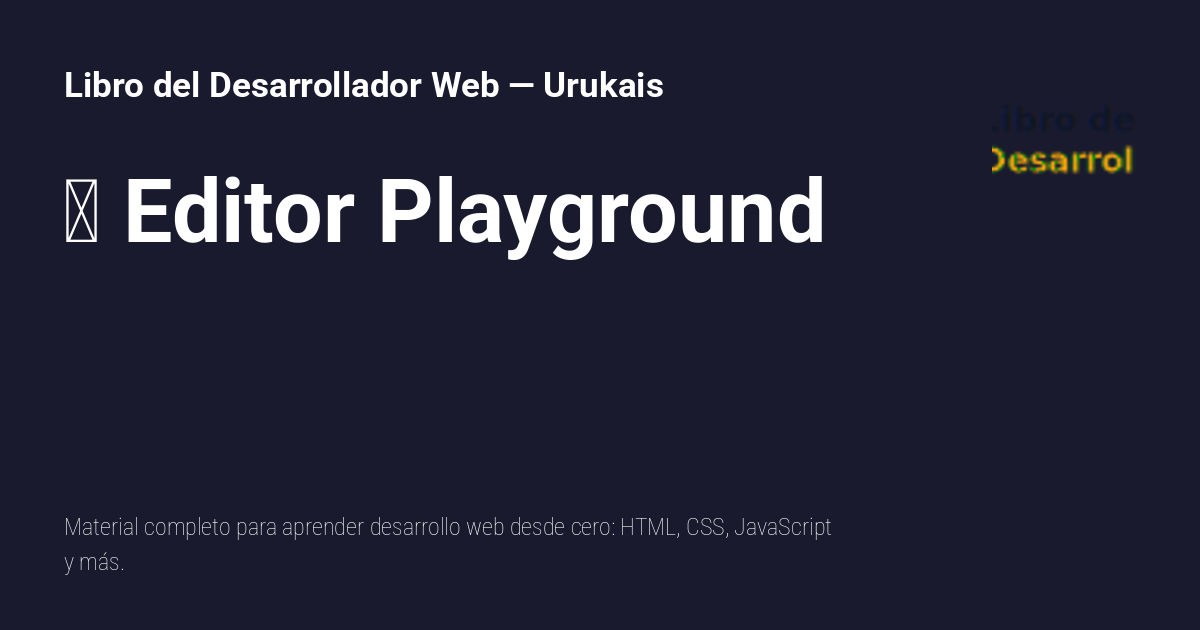 Libro del Desarrollador Web — Urukais
ibro de
Desarrol
Editor Playground
Material completo para aprender desarrollo web desde cero: HTML, CSS, JavaScript
y más.